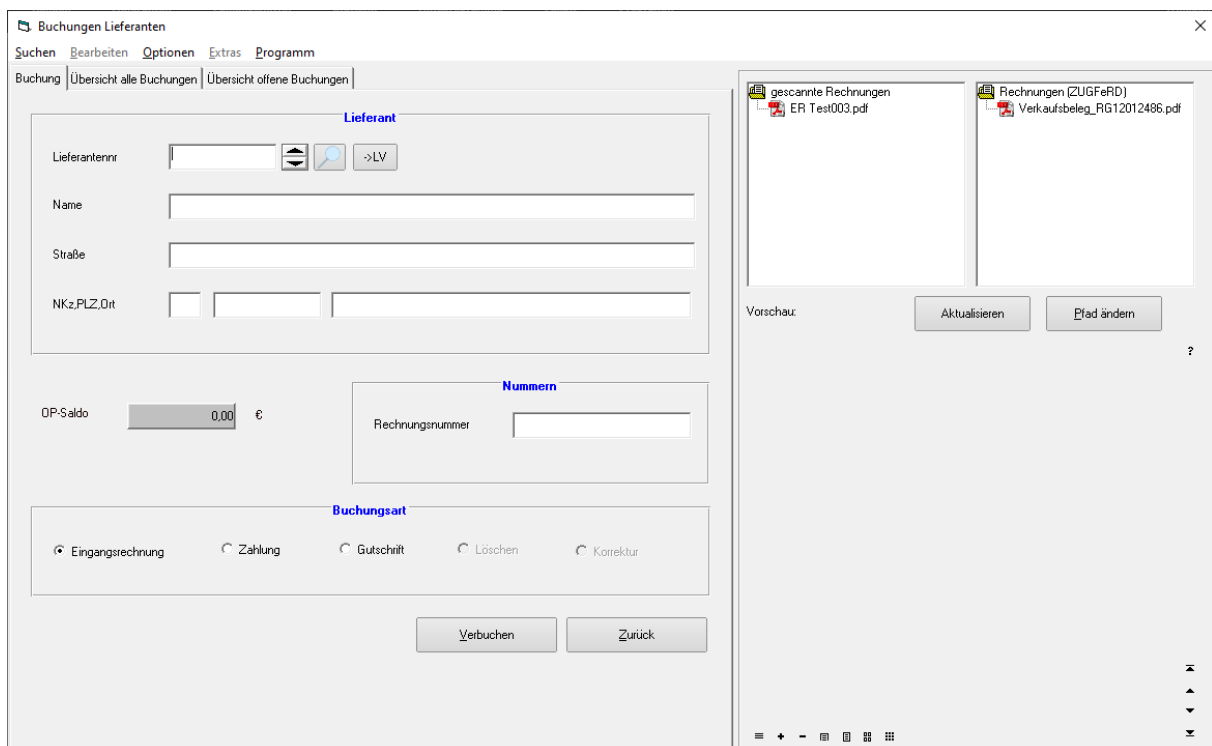 Buchungen Lieferanten
Suchen Bearbeiten Optionen Extras Programm
Buchung Übersicht alle Buchungen Übersicht offene Buchungen
Lieferant
Lieferantennr
->LV
Name
Straße
NKz,PLZ,Ort
OP-Saldo 0,00 €
Nummern
Rechnungsnummer
Buchungsart
Eingangsrechnung Zahlung Gutschrift Löschen Korrektur
Verbuchen Zurück
gescannte Rechnungen
ER Test003.pdf
Rechnungen (ZUGFeRD)
Verkaufsbeleg_RG12012486.pdf
Vorschau: Aktualisieren Pfad ändern
?